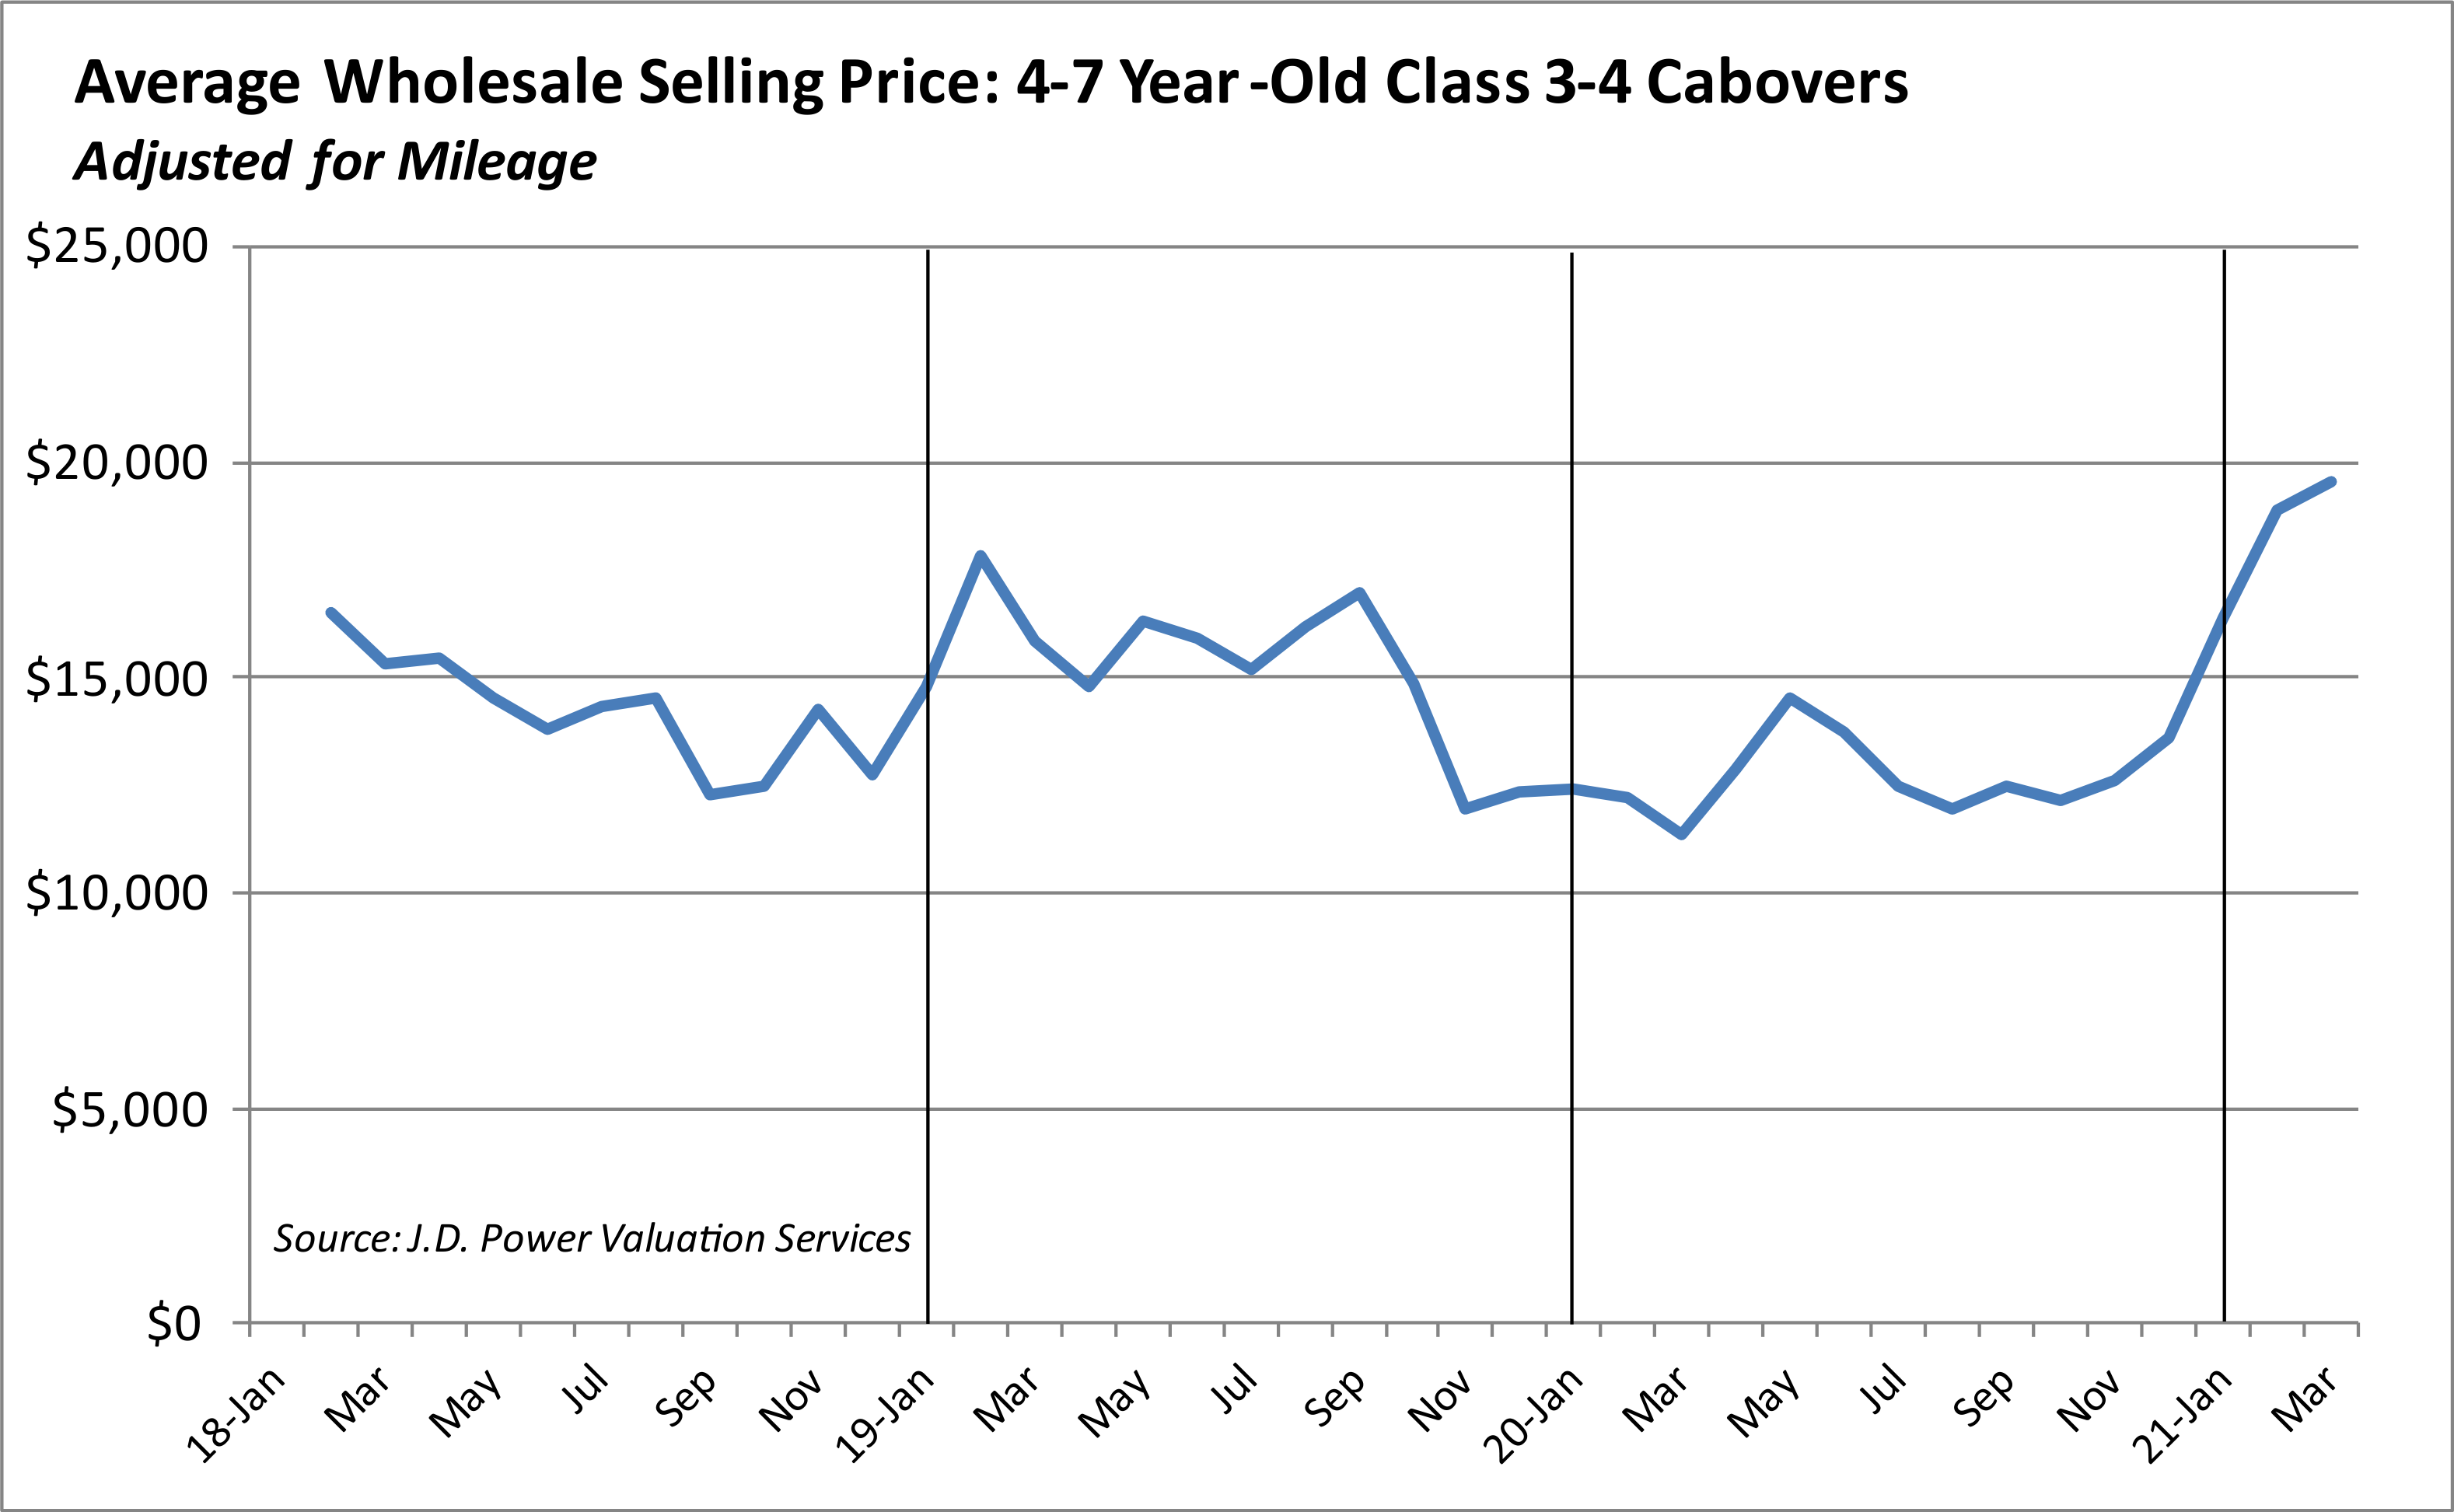 Average Wholesale Selling Price: 4-7 Year-Old Class 3-4 Cabovers
Adjusted for Mileage
$25,000
$20,000
$15,000
$10,000
$5,000
$0
Source: J.D. Power Valuation Services
18-Jan
Mar
May
Jul
Sep
Nov
19-Jan
Mar
May
Jul
Sep
Nov
20-Jan
Mar
May
Jul
Sep
Nov
21-Jan
Mar